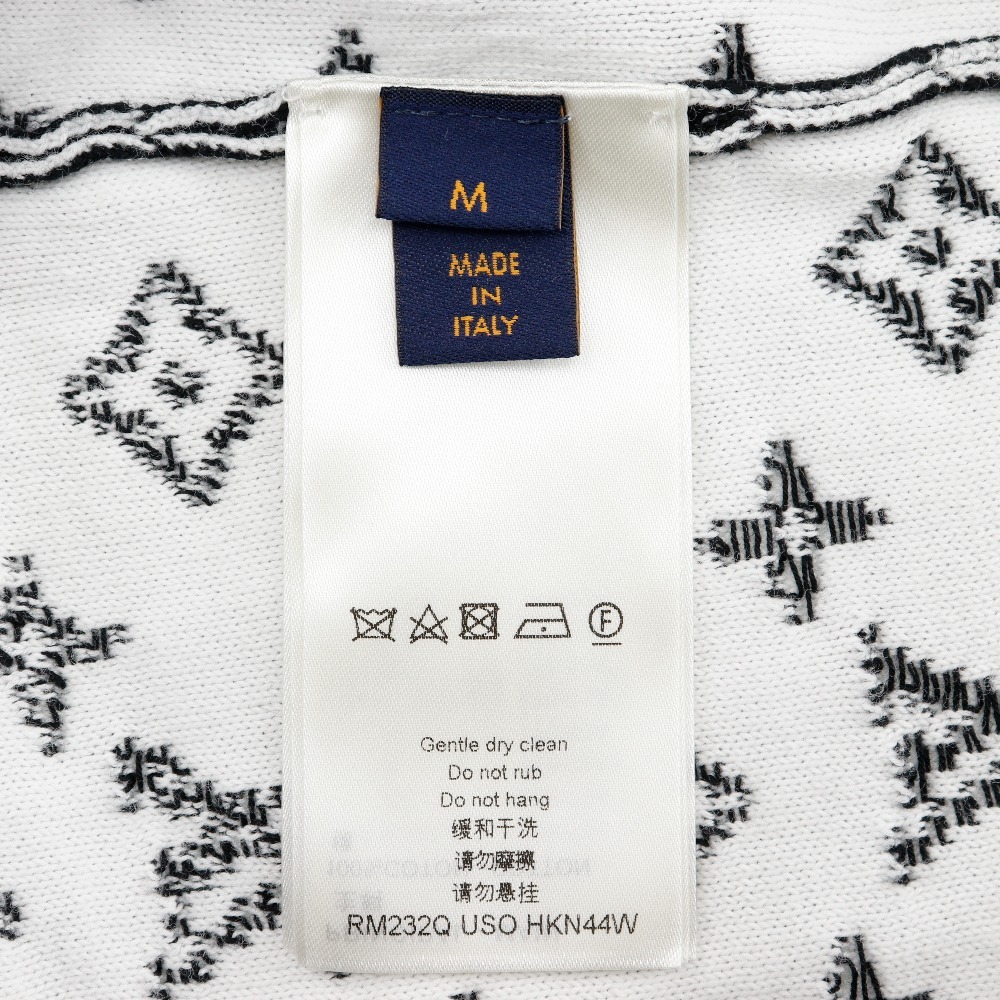 M
MADE
IN
ITALY
F
Gentle dry clean
Do not rub
Do not hang
缓和干洗
请勿摩擦
请勿悬挂
RM232Q USO HKN44W